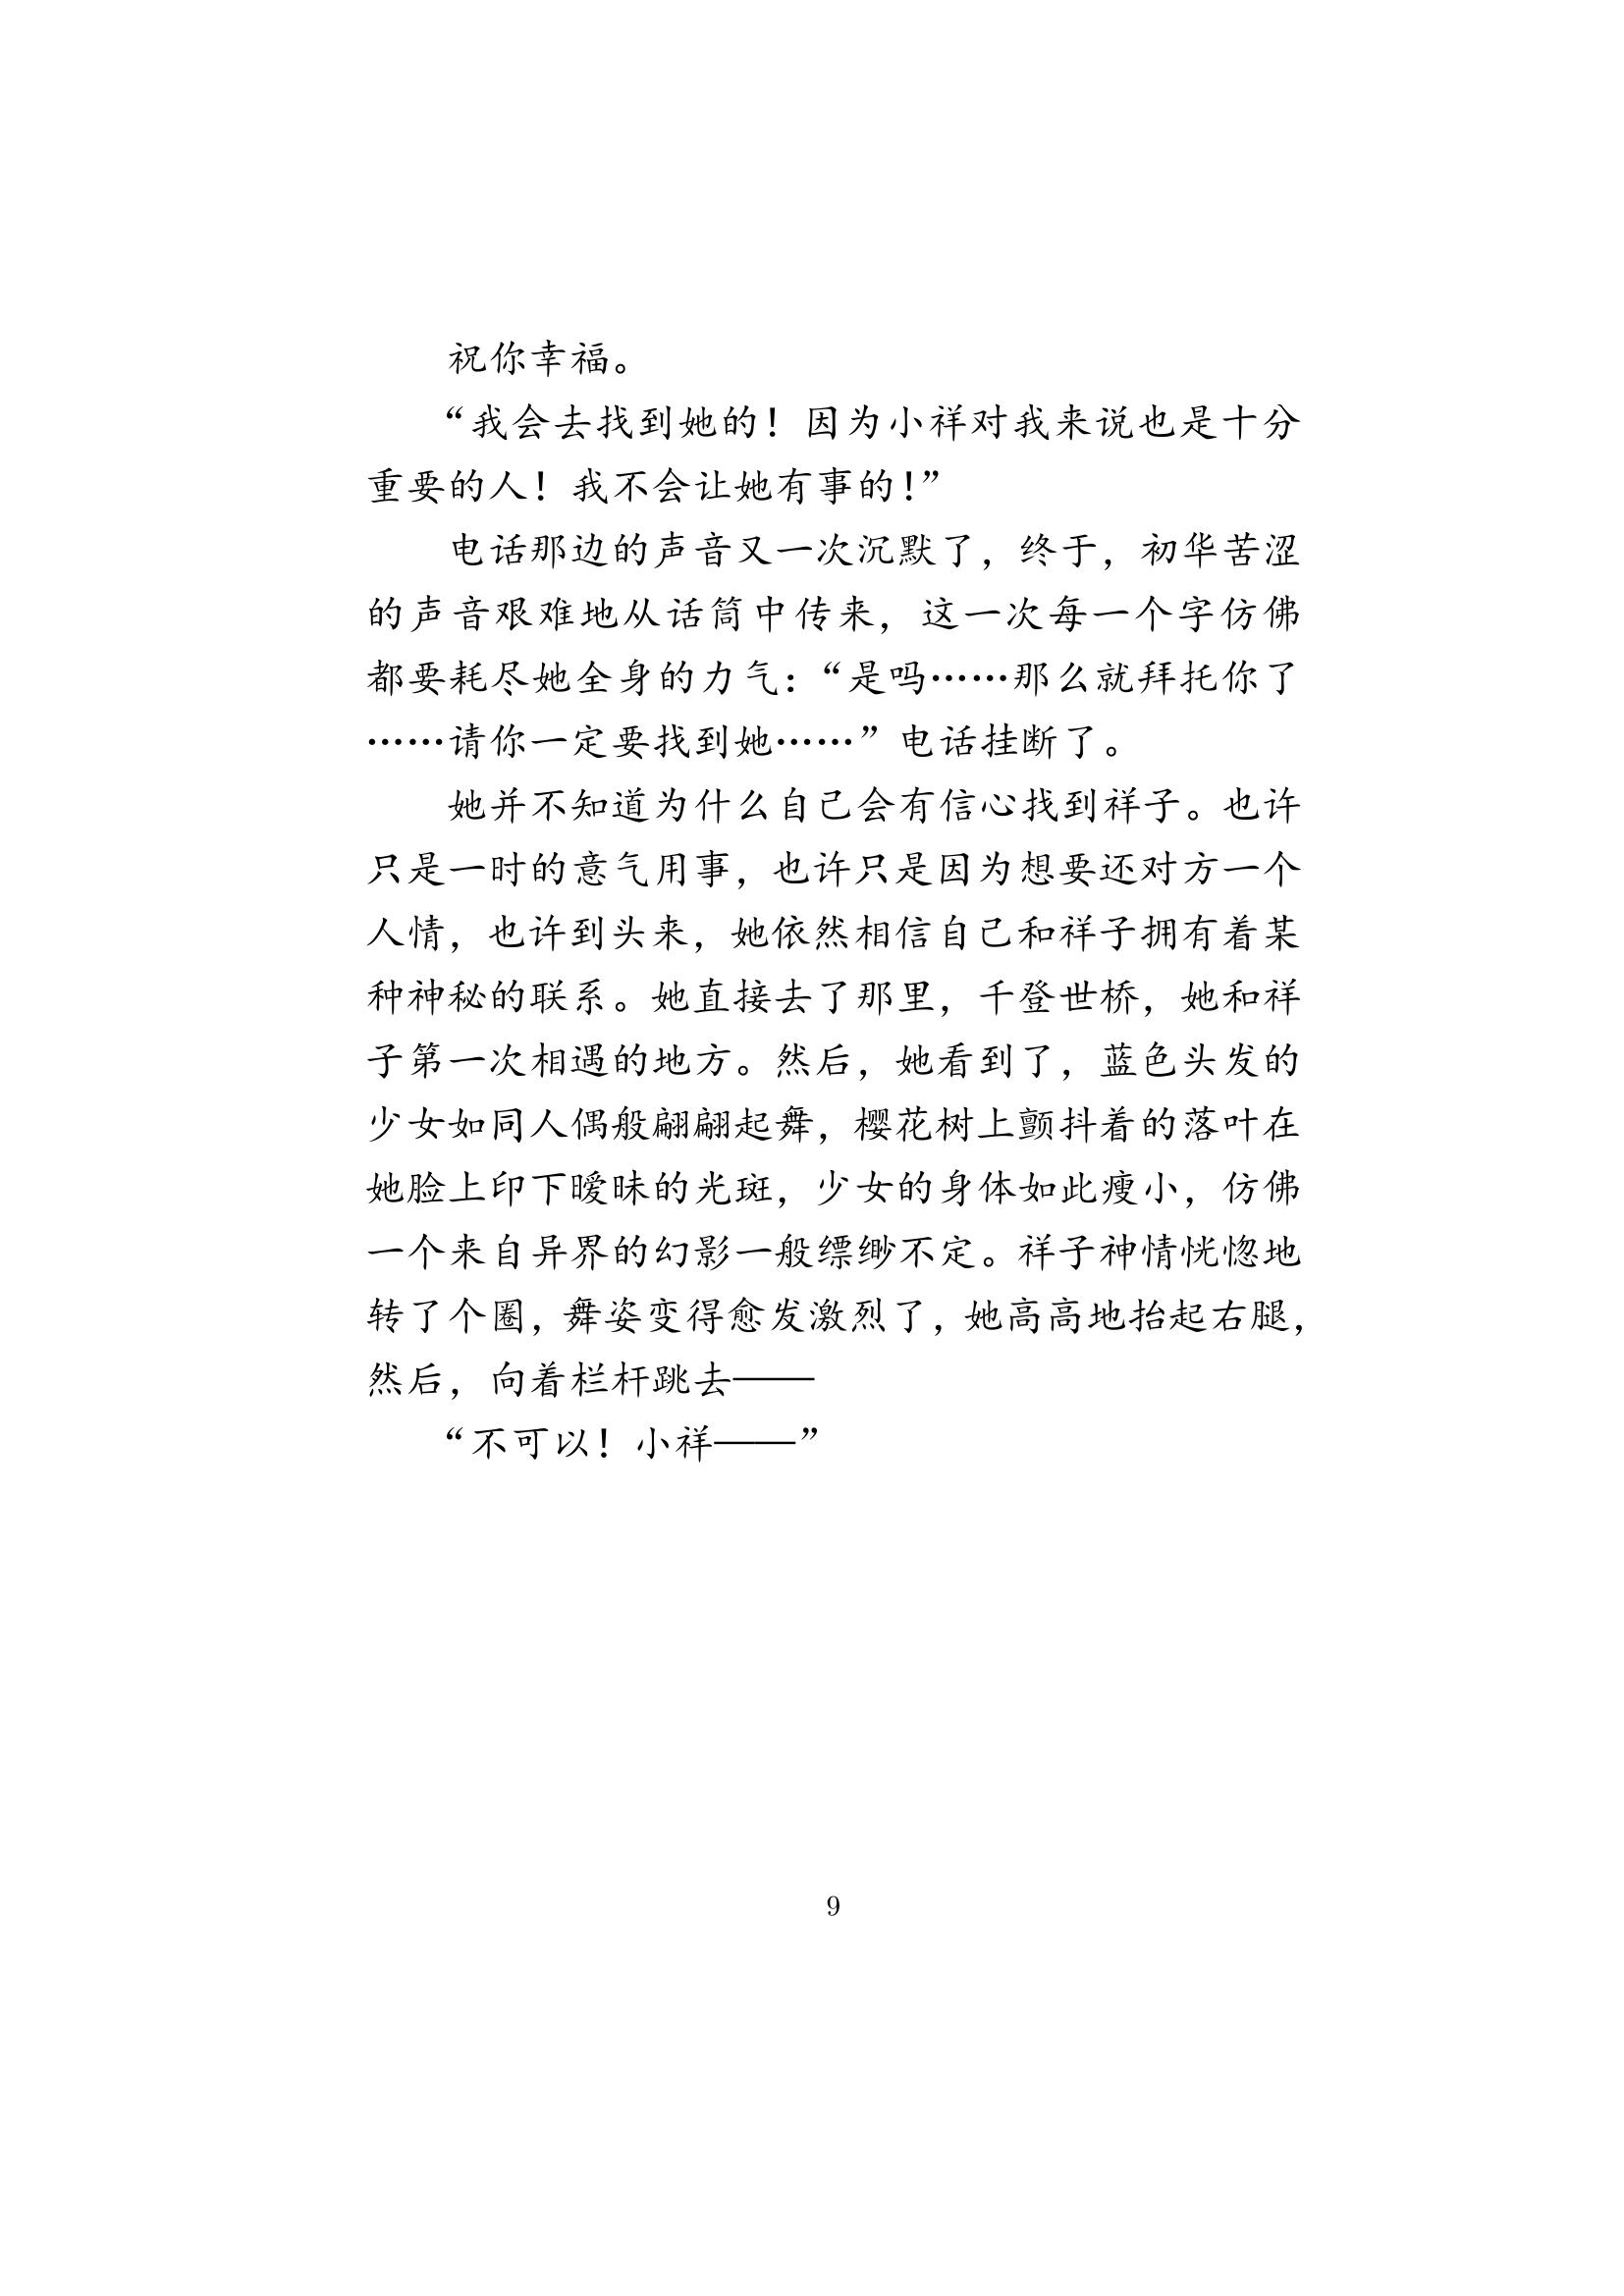 祝你幸福。
“我会去找到她的！因为小祥对我来说也是十分
重要的人！我不会让她有事的！”
电话那边的声音又一次沉默了，终于，初华苦涩
的声音艰难地从话筒中传来，这一次每一个字仿佛
都要耗尽她全身的力气：“是吗……那么就拜托你了
……请你一定要找到她……”电话挂断了。
她并不知道为什么自己会有信心找到祥子。也许
只是一时的意气用事，也许只是因为想要还对方一个
人情，也许到头来，她依然相信自己和祥子拥有着某
种神秘的联系。她直接去了那里，千登世桥，她和祥
子第一次相遇的地方。然后，她看到了，蓝色头发的
少女如同人偶般翩翩起舞，樱花树上颤抖着的落叶在
她脸上印下暧昧的光斑，少女的身体如此瘦小，仿佛
一个来自异界的幻影一般缥缈不定。祥子神情恍惚地
转了个圈，舞姿变得愈发激烈了，她高高地抬起右腿，
然后，向着栏杆跳去——
“不可以！小祥——”
9